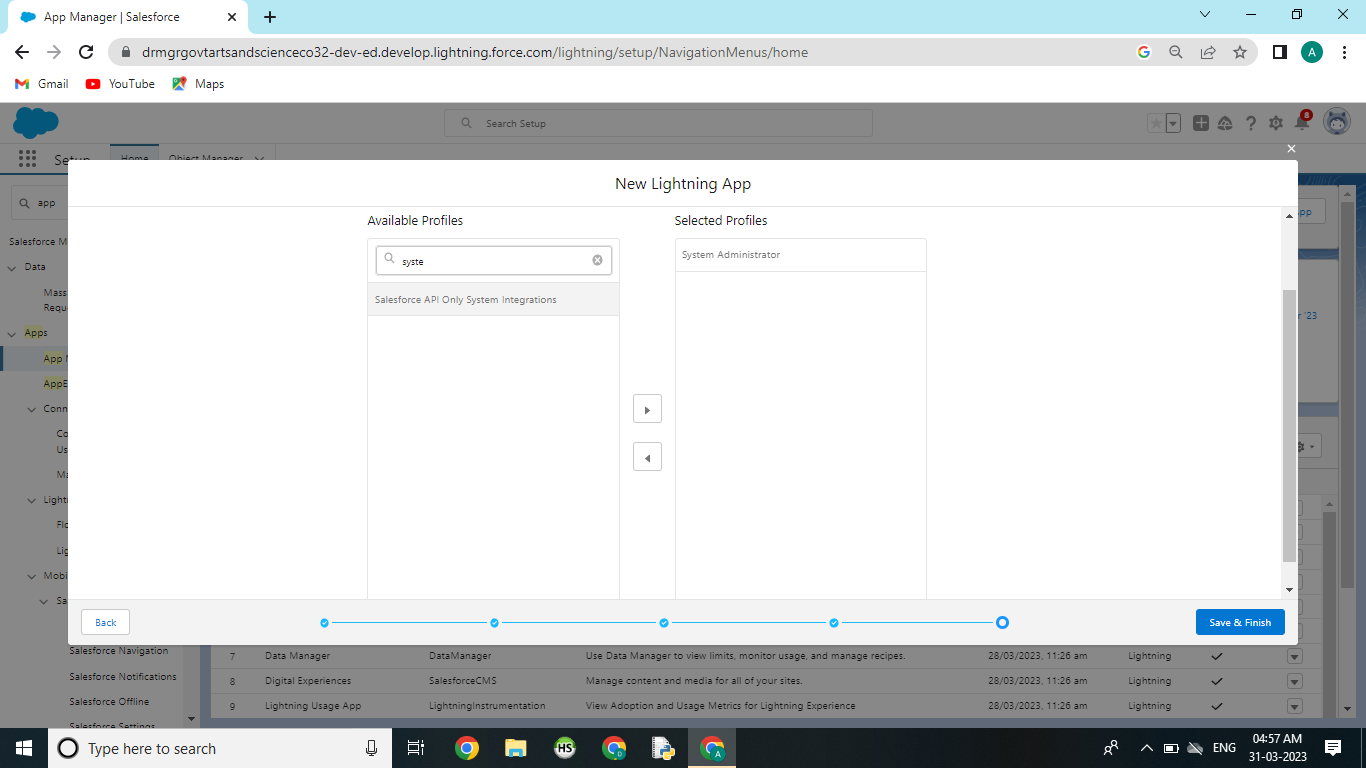 App Manager | Salesforce
drmgrgovtartsandscienceco32-dev-ed.develop.lightning.force.com/lightning/setup/NavigationMenus/home
A
Gmail YouTube Maps
Search Setup
8
Setup Home Object Manager
New Lightning App
app
App
Available Profiles Selected Profiles
Salesforce M
syste
System Administrator
Data
Mass
Requ
Salesforce API Only System Integrations
'23
Apps
App M
AppE
Conn
Co
Us
Ma
Light
Flo
Lig
Mobi
Sa
Back
Save & Finish
Salesforce Navigation
7 Data Manager DataManager Use Data Manager to view limits, monitor usage, and manage recipes. 28/03/2023, 11:26 am Lightning
Salesforce Notifications
8 Digital Experiences SalesforceCMS Manage content and media for all of your sites. 28/03/2023, 11:26 am Lightning
Salesforce Offline
9 Lightning Usage App LightningInstrumentation View Adoption and Usage Metrics for Lightning Experience 28/03/2023, 11:26 am Lightning
Salesforce Settings
Type here to search
HS
D
A
ENG
04:57 AM
31-03-2023